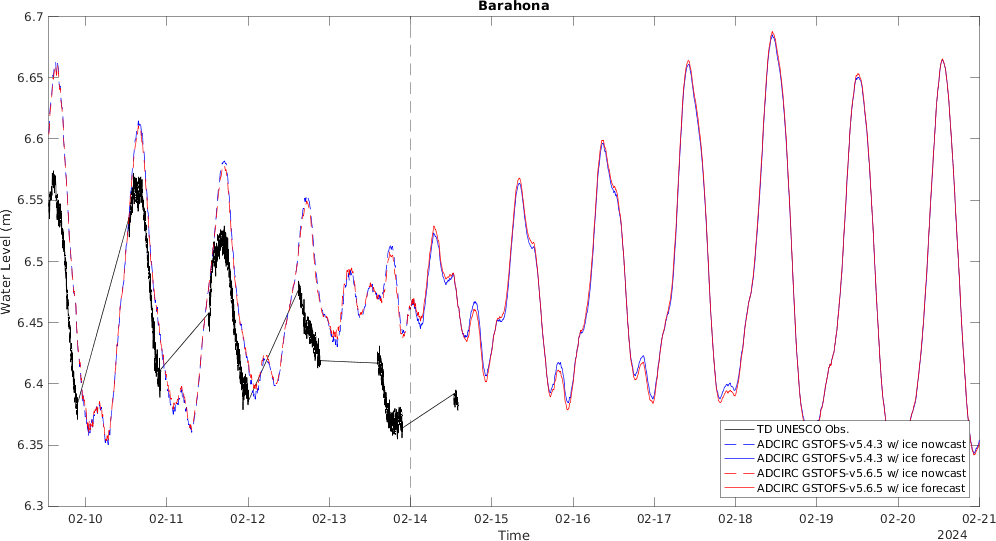 Barahona
6.7
6.65
6.6
6.55
6.5
6.45
6.4
6.35
6.3
Water Level (m)
02-10 02-11 02-12 02-13 02-14 02-15 02-16 02-17 02-18 02-19 02-20 02-21
Time
2024
TD UNESCO Obs.
ADCIRC GSTOFS-v5.4.3 w/ ice nowcast
ADCIRC GSTOFS-v5.4.3 w/ ice forecast
ADCIRC GSTOFS-v5.6.5 w/ ice nowcast
ADCIRC GSTOFS-v5.6.5 w/ ice forecast